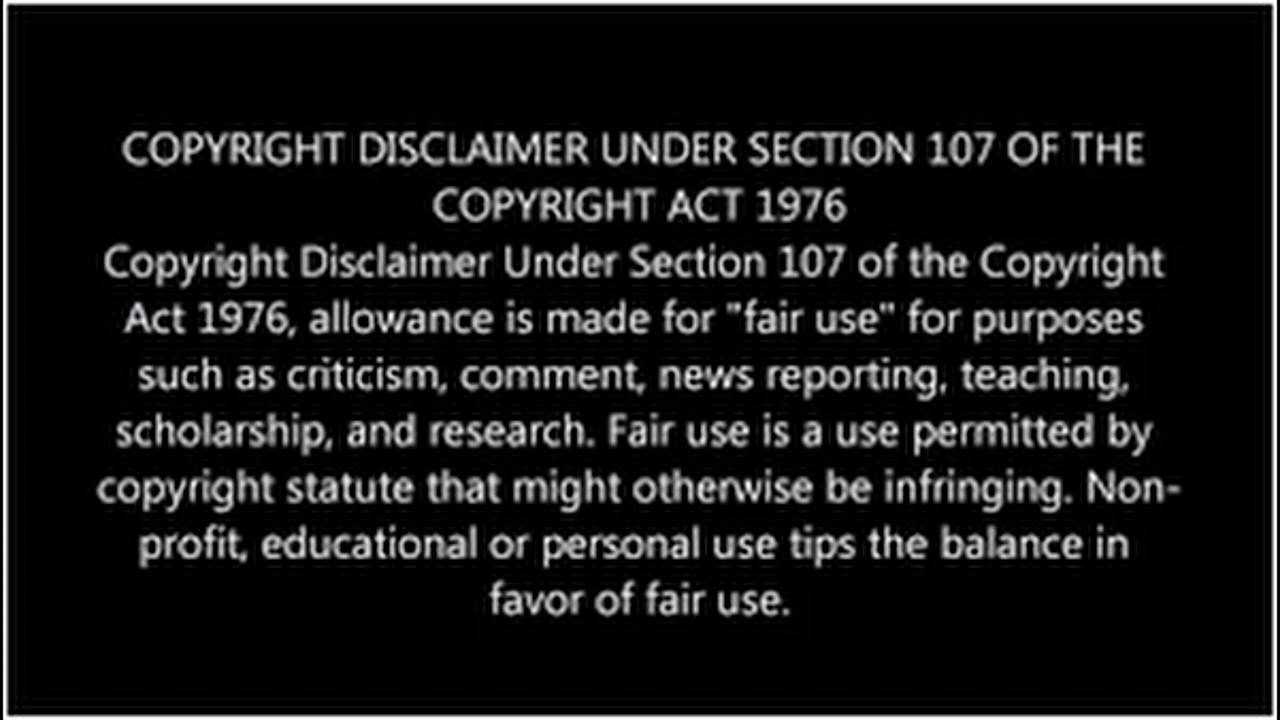 COPYRIGHT DISCLAIMER UNDER SECTION 107 OF THE
COPYRIGHT ACT 1976
Copyright Disclaimer Under Section 107 of the Copyright
Act 1976, allowance is made for "fair use" for purposes
such as criticism, comment, news reporting, teaching,
scholarship, and research. Fair use is a use permitted by
copyright statute that might otherwise be infringing. Non-
profit, educational or personal use tips the balance in
favor of fair use.